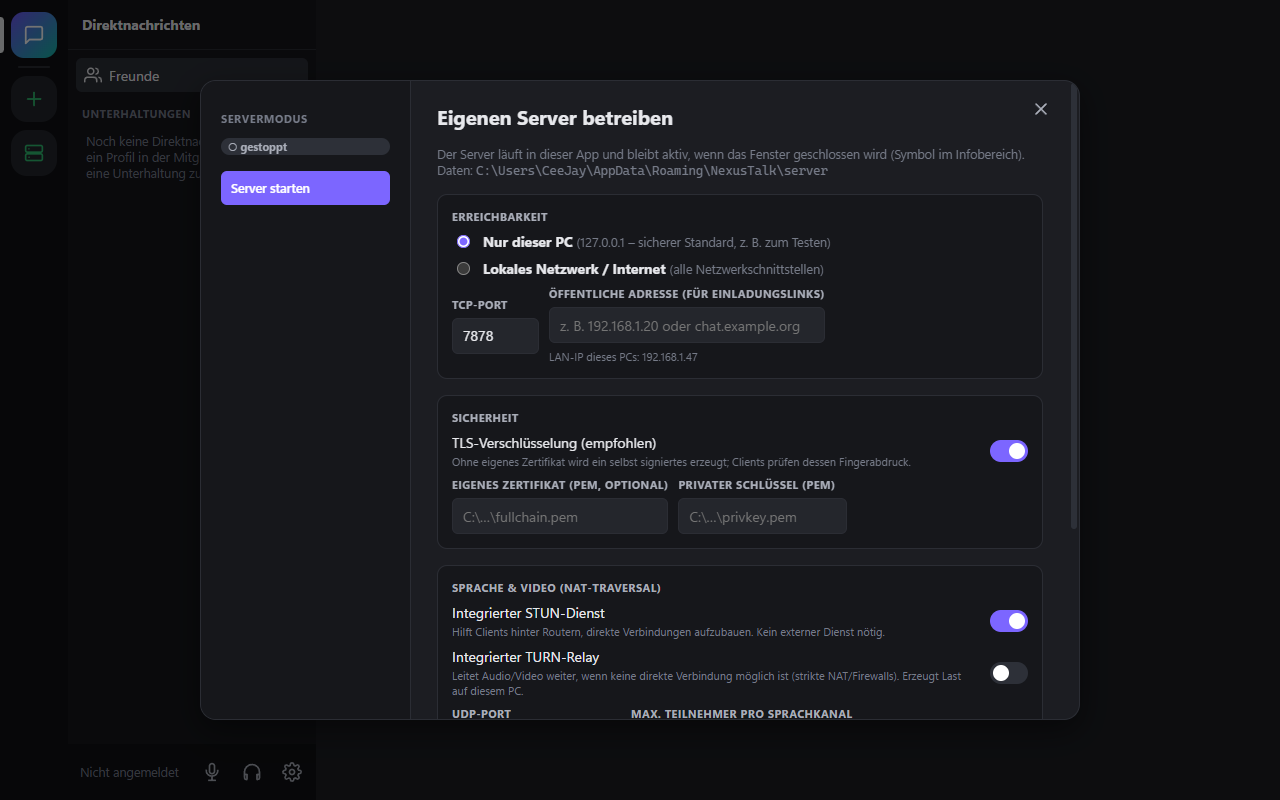 Direktnachrichten
Freunde
UNTERHALTUNGEN
Noch keine Direktna
ein Profil in der Mitg
eine Unterhaltung zu
Nicht angemeldet
SERVERMODUS
gestoppt
Server starten
Eigenen Server betreiben
Der Server läuft in dieser App und bleibt aktiv, wenn das Fenster geschlossen wird (Symbol im Infobereich).
Daten: C:\Users\CeeJay\AppData\Roaming\NexusTalk\server
ERREICHBARKEIT
Nur dieser PC (127.0.0.1 – sicherer Standard, z. B. zum Testen)
Lokales Netzwerk / Internet (alle Netzwerkschnittstellen)
TCP-PORT
7878
ÖFFENTLICHE ADRESSE (FÜR EINLADUNGSLINKS)
z. B. 192.168.1.20 oder chat.example.org
LAN-IP dieses PCs: 192.168.1.47
SICHERHEIT
TLS-Verschlüsselung (empfohlen)
Ohne eigenes Zertifikat wird ein selbst signiertes erzeugt; Clients prüfen dessen Fingerabdruck.
EIGENES ZERTIFIKAT (PEM, OPTIONAL)
C:\...\fullchain.pem
PRIVATER SCHLÜSSEL (PEM)
C:\...\privkey.pem
SPRACHE & VIDEO (NAT-TRAVERSAL)
Integrierter STUN-Dienst
Hilft Clients hinter Routern, direkte Verbindungen aufzubauen. Kein externer Dienst nötig.
Integrierter TURN-Relay
Leitet Audio/Video weiter, wenn keine direkte Verbindung möglich ist (strikte NAT/Firewalls). Erzeugt Last
auf diesem PC.
UDP-PORT
MAX. TEILNEHMER PRO SPRACHKANAL